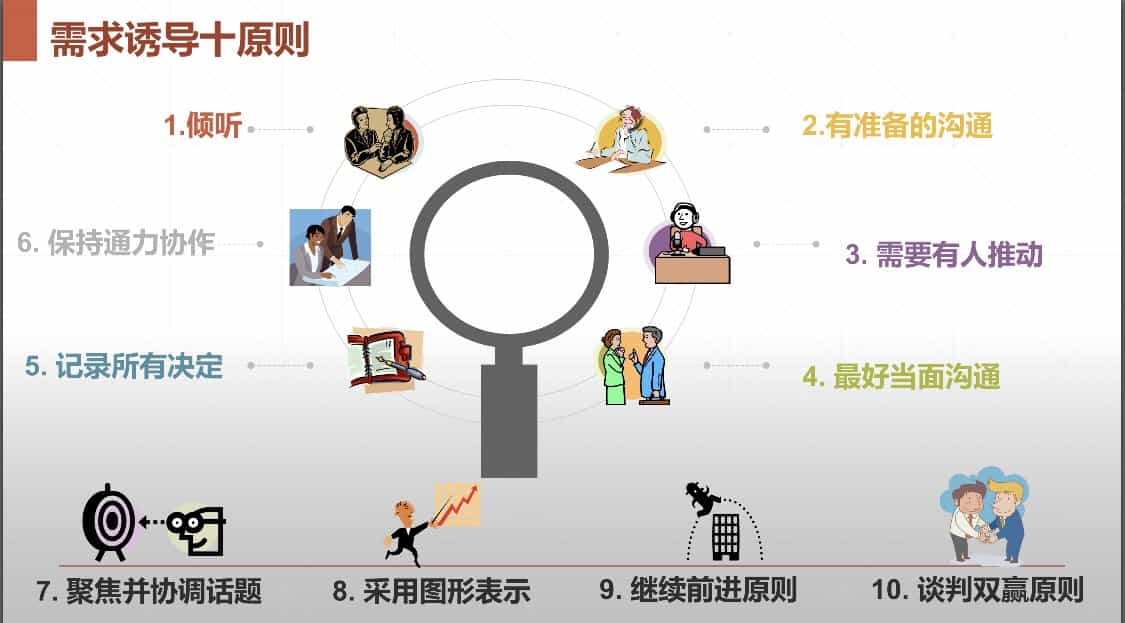 需求诱导十原则
1.倾听
2.有准备的沟通
6. 保持通力协作
3. 需要有人推动
5. 记录所有决定
4. 最好当面沟通
7. 聚焦并协调话题
8. 采用图形表示
9. 继续前进原则
10. 谈判双赢原则